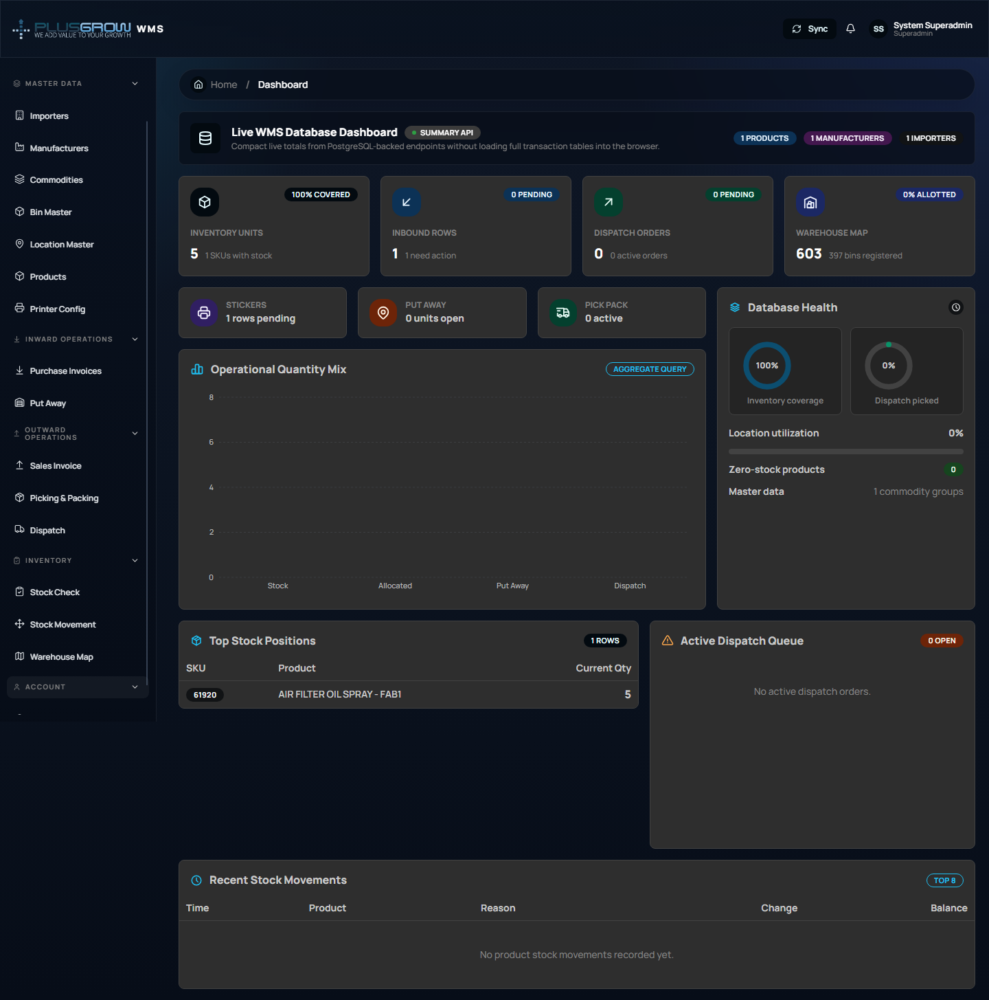 PLUSGROW WMS
WE ADD VALUE TO YOUR GROWTH
Sync
SS
System Superadmin
Superadmin
MASTER DATA
Importers
Manufacturers
Commodities
Bin Master
Location Master
Products
Printer Config
INWARD OPERATIONS
Purchase Invoices
Put Away
OUTWARD
OPERATIONS
Sales Invoice
Picking & Packing
Dispatch
INVENTORY
Stock Check
Stock Movement
Warehouse Map
ACCOUNT
Home / Dashboard
Live WMS Database Dashboard
SUMMARY API
Compact live totals from PostgreSQL-backed endpoints without loading full transaction tables into the browser.
1 PRODUCTS
1 MANUFACTURERS
1 IMPORTERS
100% COVERED
INVENTORY UNITS
5 1 SKUs with stock
0 PENDING
INBOUND ROWS
1 1 need action
0 PENDING
DISPATCH ORDERS
0 0 active orders
0% ALLOTTED
WAREHOUSE MAP
603 397 bins registered
STICKERS
1 rows pending
PUT AWAY
0 units open
PICK PACK
0 active
Operational Quantity Mix
AGGREGATE QUERY
8
6
4
2
0
Stock Allocated Put Away Dispatch
Database Health
100%
Inventory coverage
0%
Dispatch picked
Location utilization 0%
Zero-stock products 0
Master data 1 commodity groups
Top Stock Positions
1 ROWS
SKU Product Current Qty
61920 AIR FILTER OIL SPRAY - FAB1 5
Active Dispatch Queue
0 OPEN
No active dispatch orders.
Recent Stock Movements
TOP 8
Time Product Reason Change Balance
No product stock movements recorded yet.